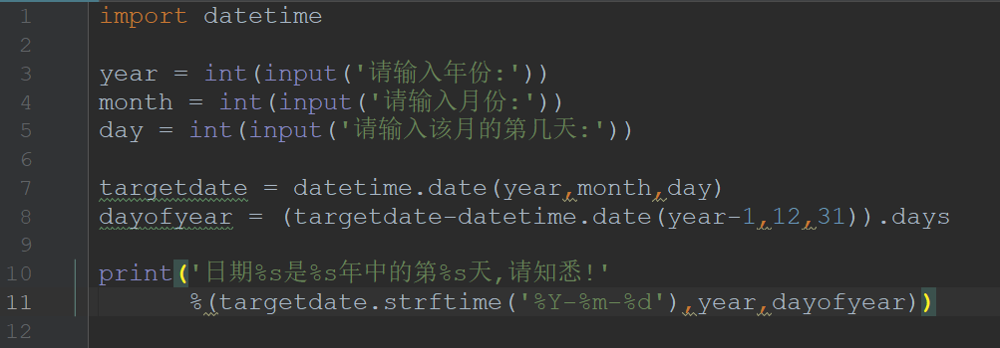 1 import datetime
2
3 year = int(input('请输入年份:'))
4 month = int(input('请输入月份:'))
5 day = int(input('请输入该月的第几天:'))
6
7 targetdate = datetime.date(year,month,day)
8 dayofyear = (targetdate-datetime.date(year-1,12,31)).days
9
10 print('日期%s是%s年中的第%s天,请知悉!'
11 %(targetdate.strftime('%Y-%m-%d'),year,dayofyear))
12